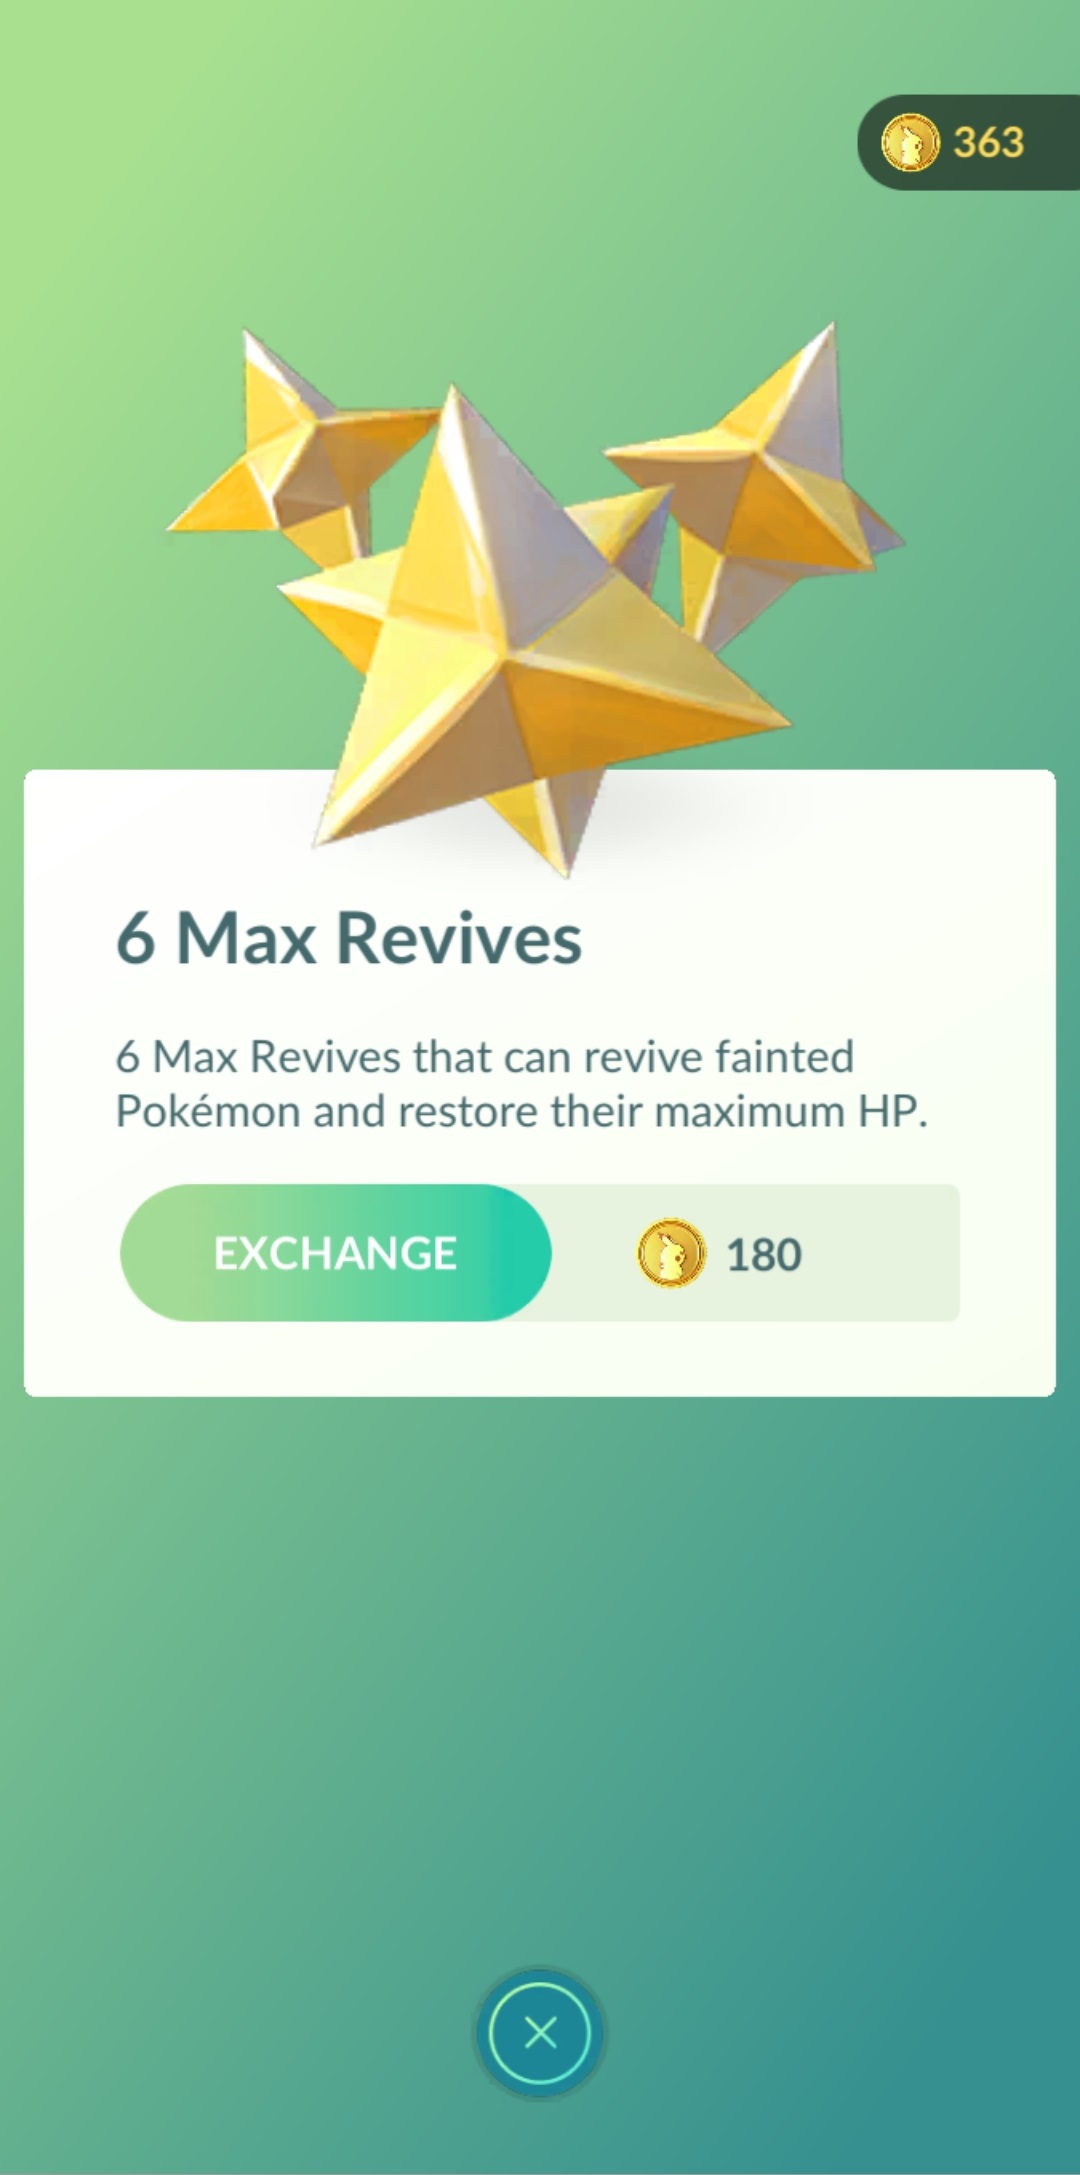 363
6 Max Revives
6 Max Revives that can revive fainted
Pokémon and restore their maximum HP.
EXCHANGE 180